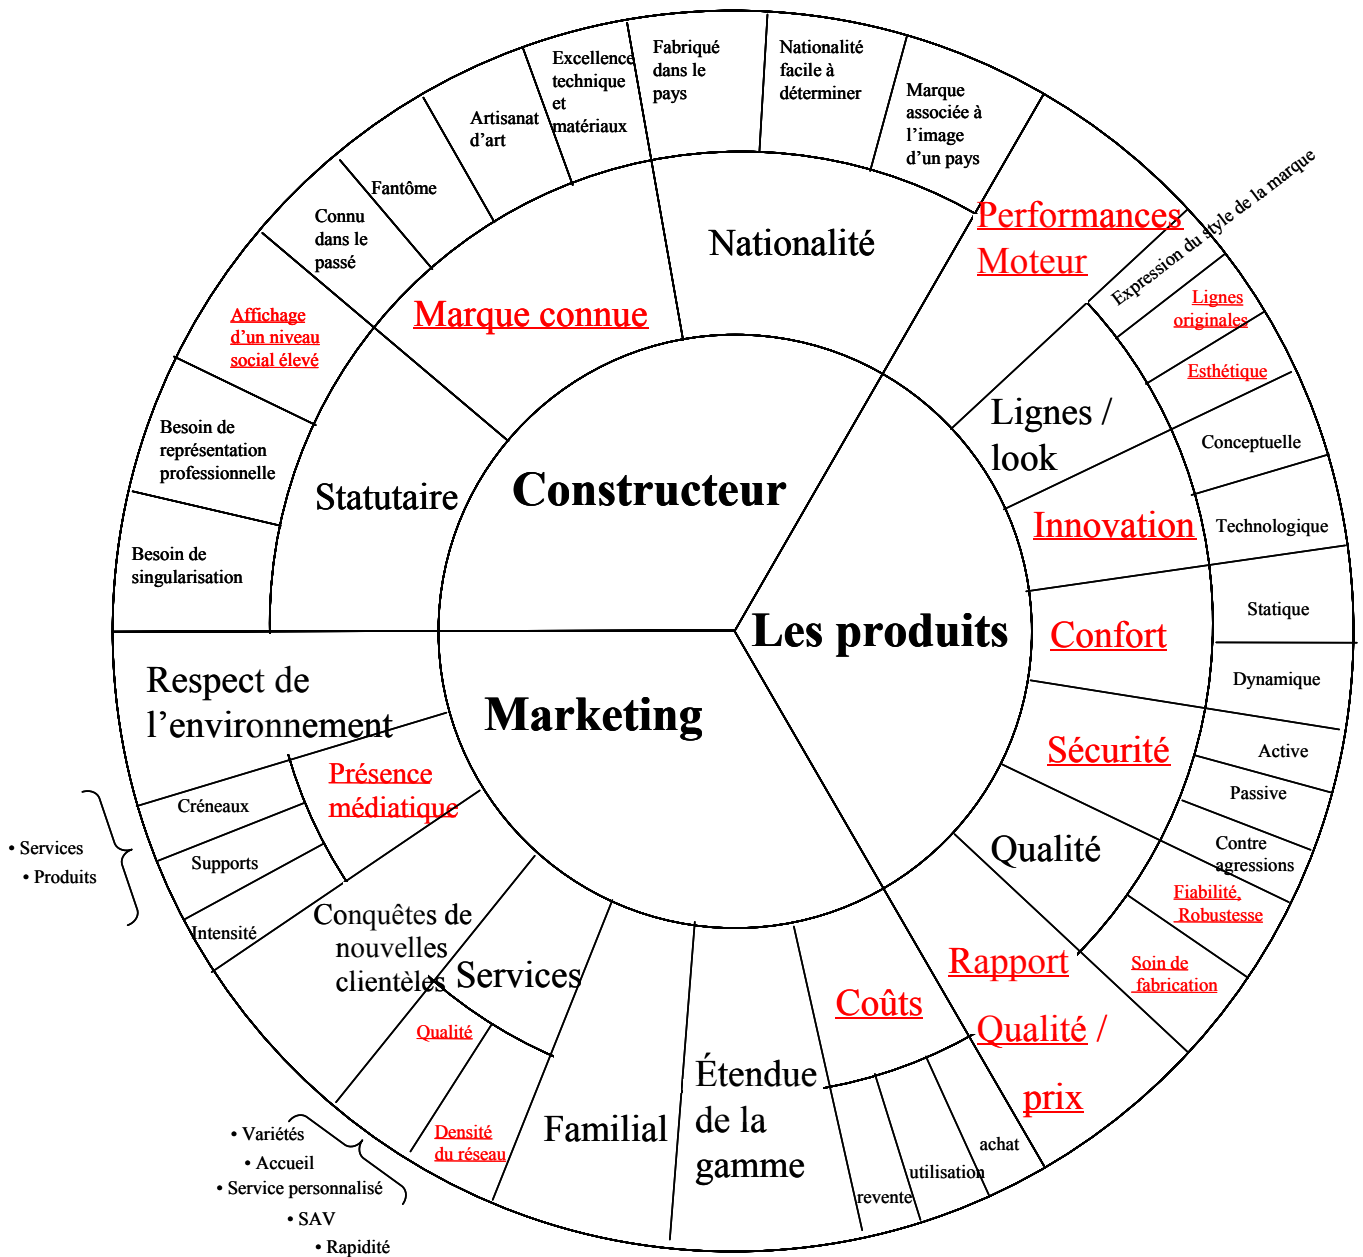 Excellence
technique
et
matériaux
Fabriqué
dans le
pays
Nationalité
facile à
déterminer
Marque
associée à
l’image
d’un pays
Artisanat
d’art
Fantôme
Connu
dans le
passé
Affichage
d’un niveau
social élevé
Besoin de
représentation
professionnelle
Besoin de
singularisation
Marque connue
Nationalité
Statutaire
Constructeur
Performances
Moteur
Expression du style de la marque
Lignes
originales
Esthétique
Lignes /
look
Conceptuelle
Innovation
Technologique
Les produits
Confort
Statique
Dynamique
Sécurité
Active
Passive
Contre
agressions
Qualité
Fiabilité,
Robustesse
Soin de
fabrication
Rapport
Qualité /
prix
Marketing
Respect de
l’environnement
Présence
médiatique
Créneaux
Supports
Intensité
• Services
• Produits
Conquêtes de
nouvelles
clientèles
Services
Qualité
Densité
du réseau
• Variétés
• Accueil
• Service personnalisé
• SAV
• Rapidité
Familial
Étendue
de la
gamme
Coûts
revente
utilisation
achat